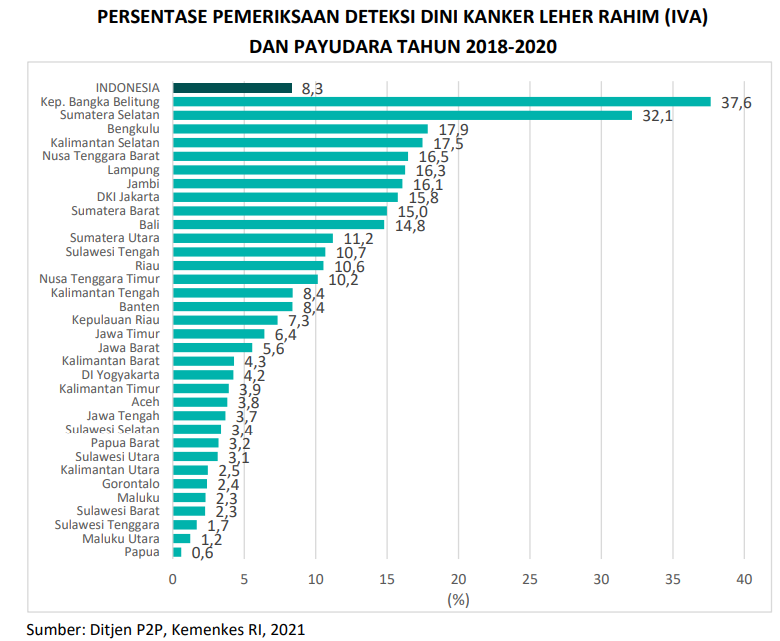 PERSENTASE PEMERIKSAAN DETEKSI DINI KANKER LEHER RAHIM (IVA)
DAN PAYUDARA TAHUN 2018-2020
INDONESIA 8,3
Kep. Bangka Belitung 37,6
Sumatera Selatan 32,1
Bengkulu 17,9
Kalimantan Selatan 17,5
Nusa Tenggara Barat 16,5
Lampung 16,3
Jambi 16,1
DKI Jakarta 15,8
Sumatera Barat 15,0
Bali 14,8
Sumatera Utara 11,2
Sulawesi Tengah 10,7
Riau 10,6
Nusa Tenggara Timur 10,2
Kalimantan Tengah 8,4
Banten 8,4
Kepulauan Riau 7,3
Jawa Timur 6,4
Jawa Barat 5,6
Kalimantan Barat 4,3
DI Yogyakarta 4,2
Kalimantan Timur 3,9
Aceh 3,8
Jawa Tengah 3,7
Sulawesi Selatan 3,4
Papua Barat 3,2
Sulawesi Utara 3,1
Kalimantan Utara 2,5
Gorontalo 2,4
Maluku 2,3
Sulawesi Barat 2,3
Sulawesi Tenggara 1,7
Maluku Utara 1,2
Papua 0,6
0 5 10 15 20 25 30 35 40
(%)
Sumber: Ditjen P2P, Kemenkes RI, 2021